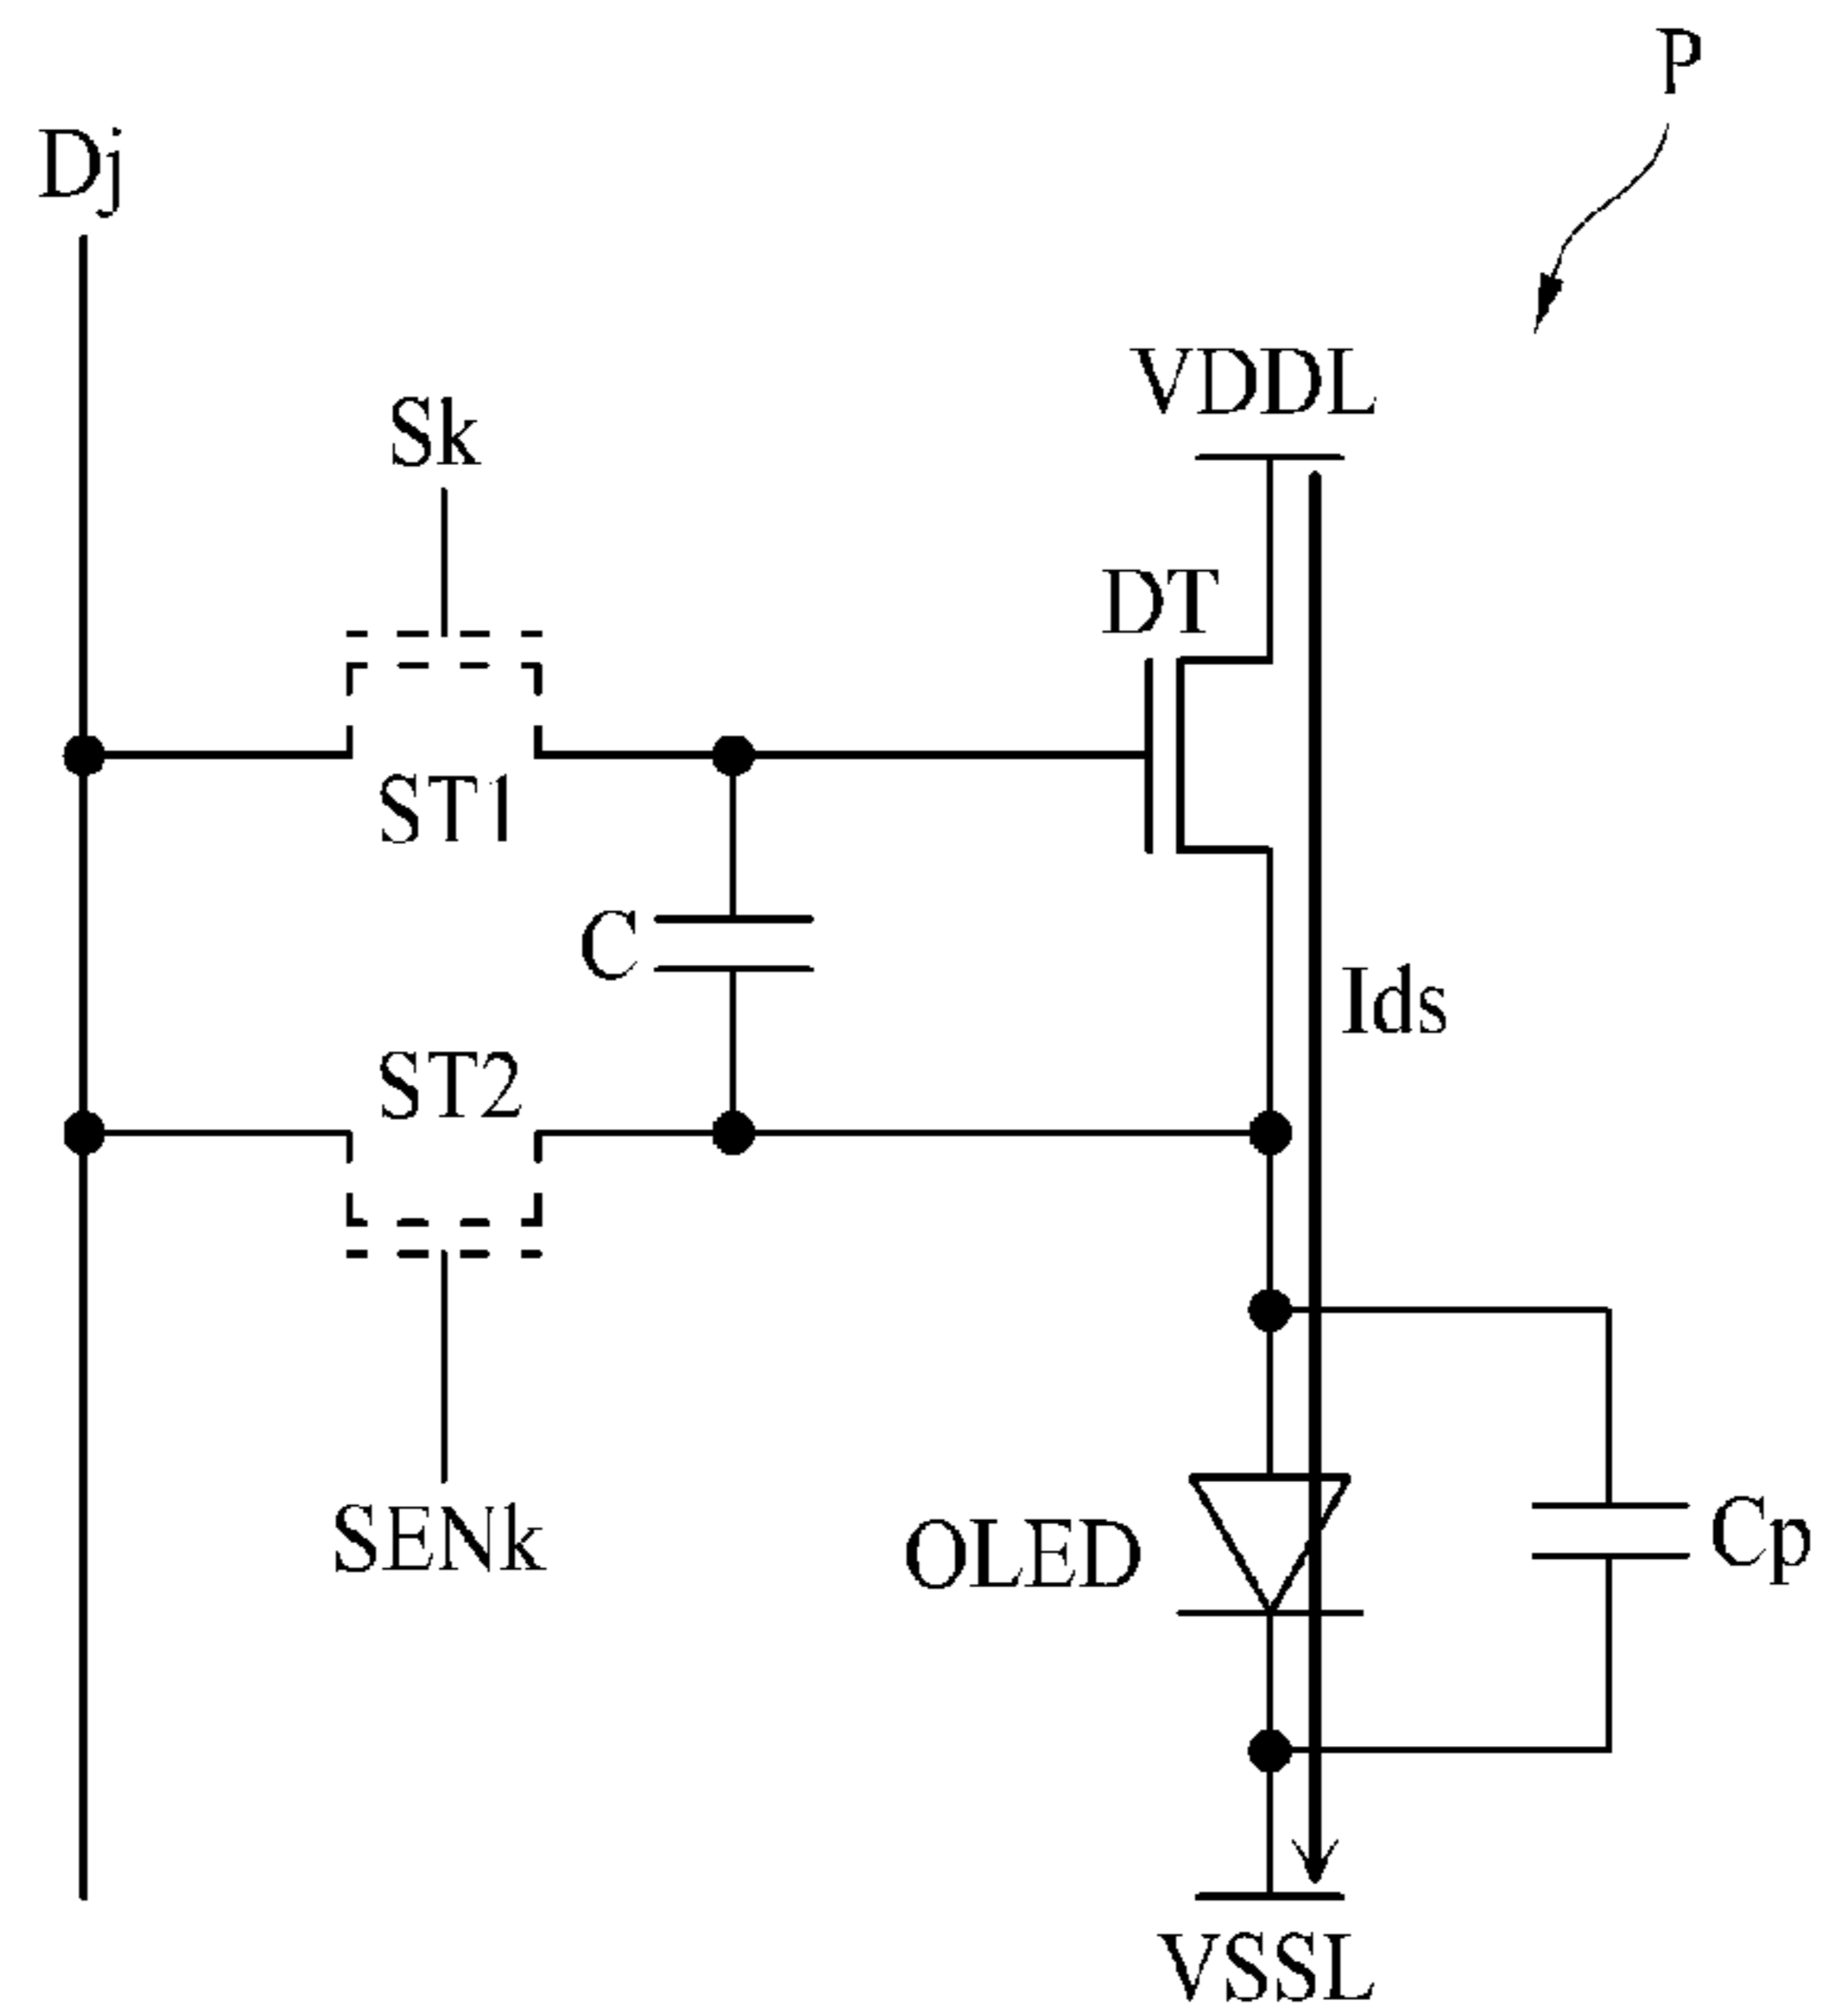 P
Dj
VDDL
Sk
DT
ST1
C
Ids
ST2
SENk
OLED
Cp
VSSL